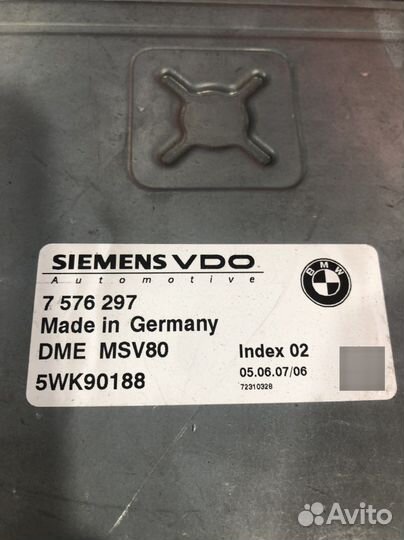 SIEMENS VDO
Automotive
BMW
7 576 297
Made in Germany
DME MSV80
Index 02
5WK90188
05.06.07/06
72310328
Avito